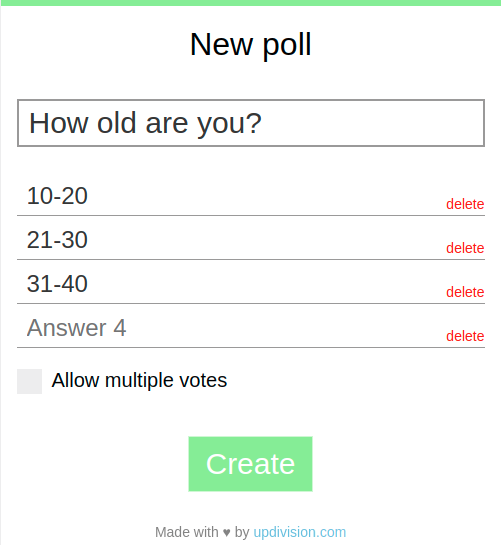 New poll
How old are you?
10-20
delete
21-30
delete
31-40
delete
Answer 4
delete
Allow multiple votes
Create
Made with ♥ by updivision.com